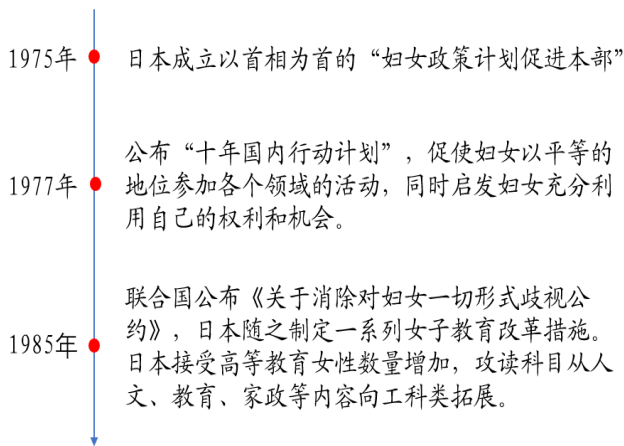 1975年 日本成立以首相为首的“妇女政策计划促进本部”
1977年
公布“十年国内行动计划”，促使妇女以平等的
地位参加各个领域的活动，同时启发妇女充分利
用自己的权利和机会。
1985年
联合国公布《关于消除对妇女一切形式歧视公
约》，日本随之制定一系列女子教育改革措施。
日本接受高等教育女性数量增加，攻读科目从人
文、教育、家政等内容向工科类拓展。